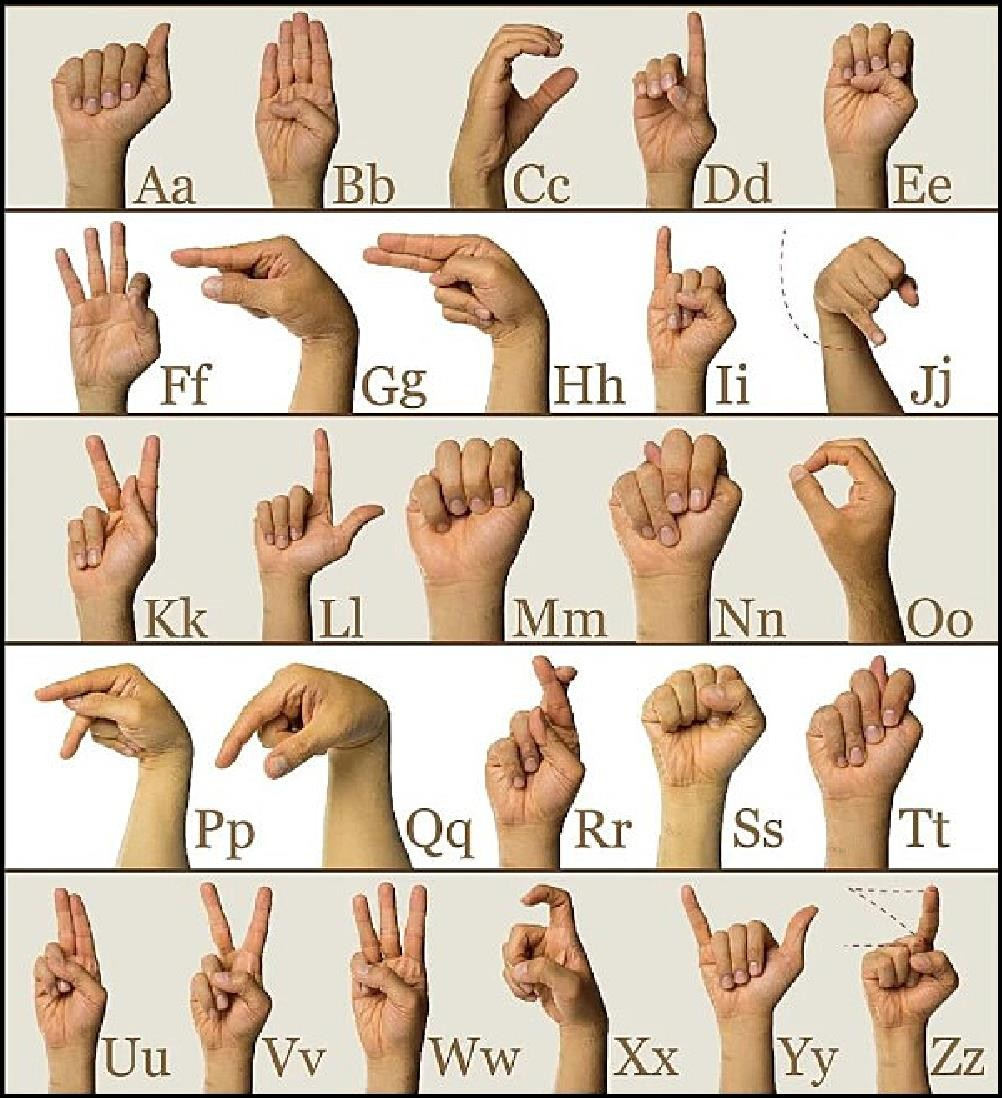 Aa Bb Cc Dd Ee
Ff Gg Hh Ii Jj
Kk Ll Mm Nn Oo
Pp Qq Rr Ss Tt
Uu Vv Ww Xx Yy Zz